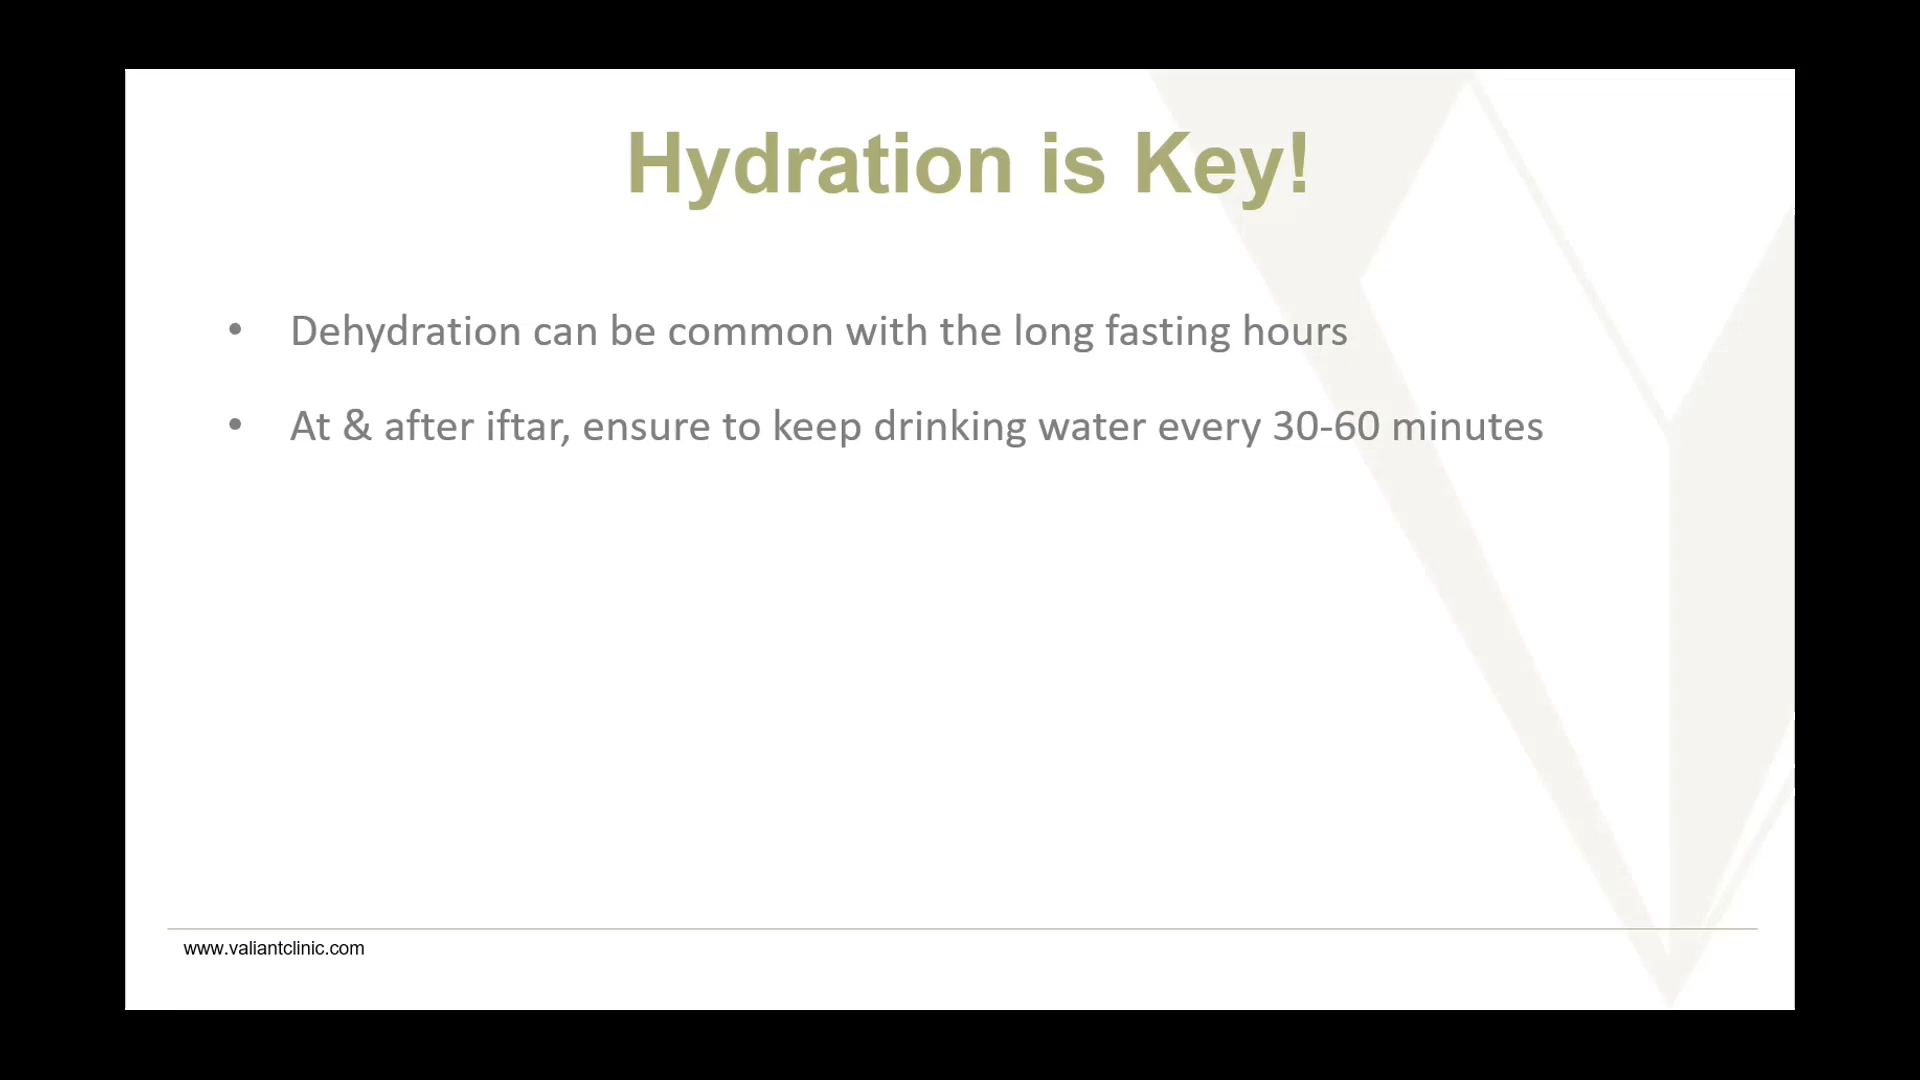 Hydration is Key!
• Dehydration can be common with the long fasting hours
• At & after iftar, ensure to keep drinking water every 30-60 minutes
www.valiantclinic.com